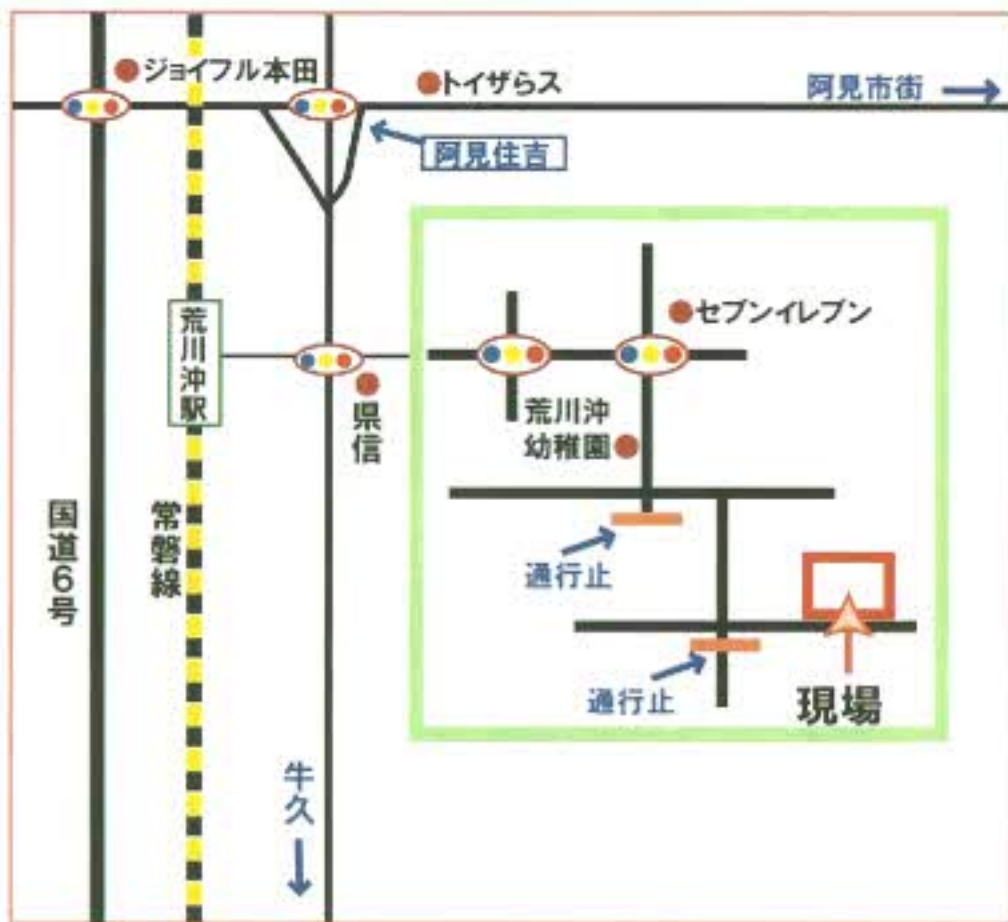 ジョイフル本田
トイザらス
阿見市街
阿見住吉
セブンイレブン
荒川沖駅
県信
荒川沖
幼稚園
国道6号
常磐線
通行止
通行止
現場
牛久